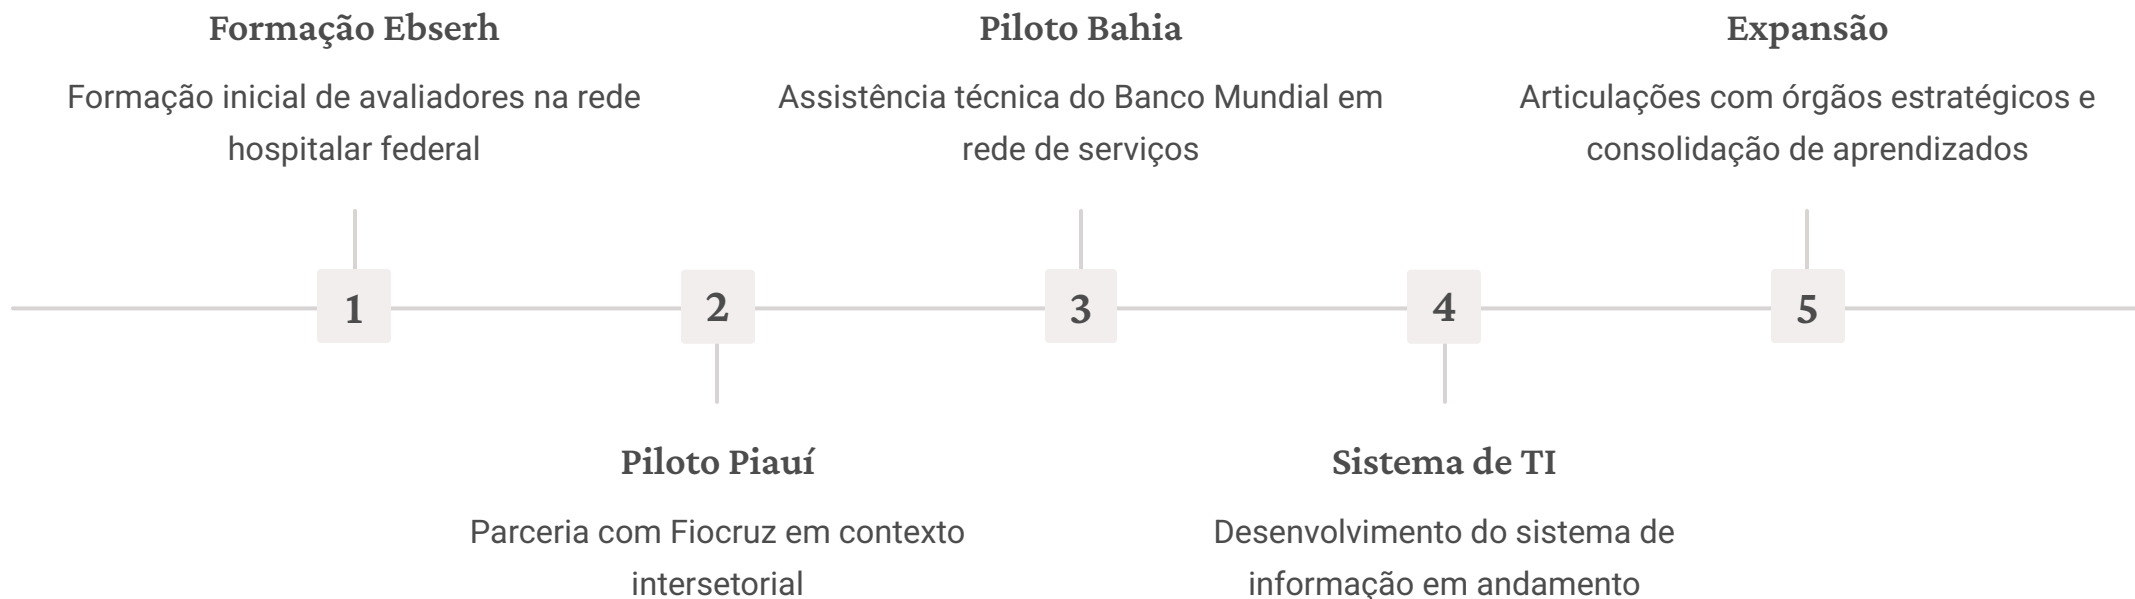 Formação Ebserh
Formação inicial de avaliadores na rede
hospitalar federal
Piloto Bahia
Assistência técnica do Banco Mundial em
rede de serviços
Expansão
Articulações com órgãos estratégicos e
consolidação de aprendizados
1
2
3
4
5
Piloto Piauí
Parceria com Fiocruz em contexto
intersetorial
Sistema de TI
Desenvolvimento do sistema de
informação em andamento